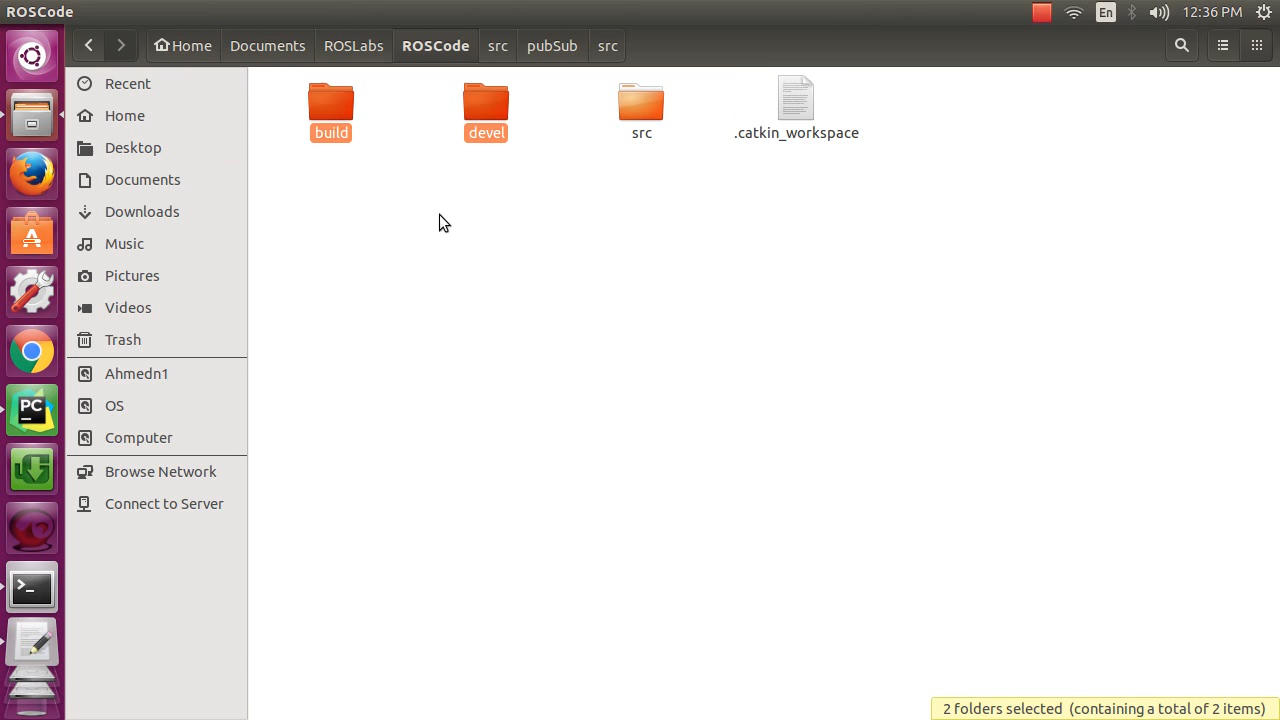 ROSCode
En
12:36 PM
Home Documents ROSLabs ROSCode src pubSub src
Recent
Home
Desktop
Documents
Downloads
Music
Pictures
Videos
Trash
Ahmedn1
OS
Computer
Browse Network
Connect to Server
build devel src .catkin_workspace
A
PC
>_
2 folders selected (containing a total of 2 items)